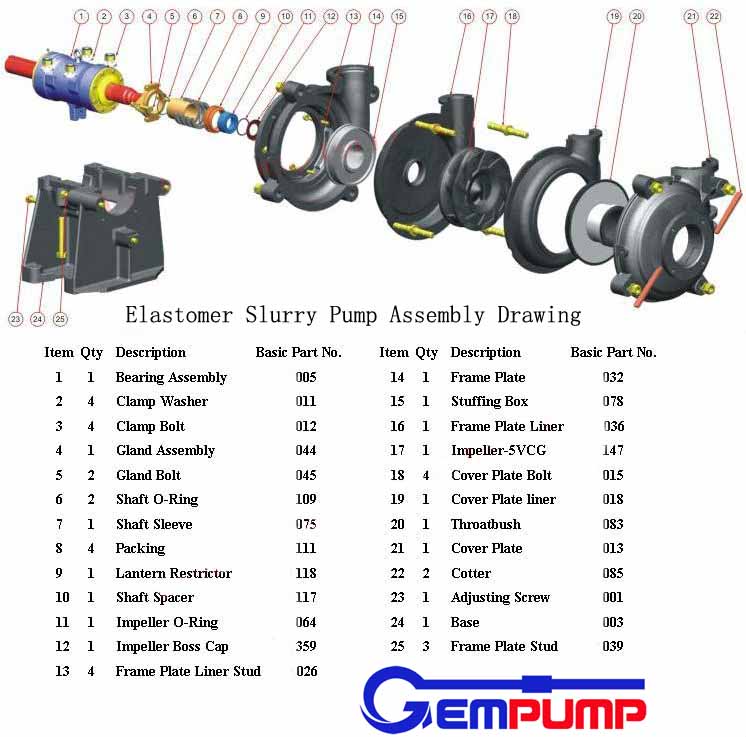 1 2 3 4 5 6 7 8 9 10 11 12 13 14 15 16 17 18 19 20 21 22
23 24 25
Elastomer Slurry Pump Assembly Drawing
Item Qty Description Basic Part No. Item Qty Description Basic Part No.
1 1 Bearing Assembly 005 14 1 Frame Plate 032
2 4 Clamp Washer 011 15 1 Stuffing Box 078
3 4 Clamp Bolt 012 16 1 Frame Plate Liner 036
4 1 Gland Assembly 044 17 1 Impeller-5VCG 147
5 2 Gland Bolt 045 18 4 Cover Plate Bolt 015
6 2 Shaft O-Ring 109 19 1 Cover Plate liner 018
7 1 Shaft Sleeve 075 20 1 Throatbush 083
8 4 Packing 111 21 1 Cover Plate 013
9 1 Lantern Restrictor 118 22 2 Cotter 085
10 1 Shaft Spacer 117 23 1 Adjusting Screw 001
11 1 Impeller O-Ring 064 24 1 Base 003
12 1 Impeller Boss Cap 359 25 3 Frame Plate Stud 039
13 4 Frame Plate Liner Stud 026
GEMPUMP